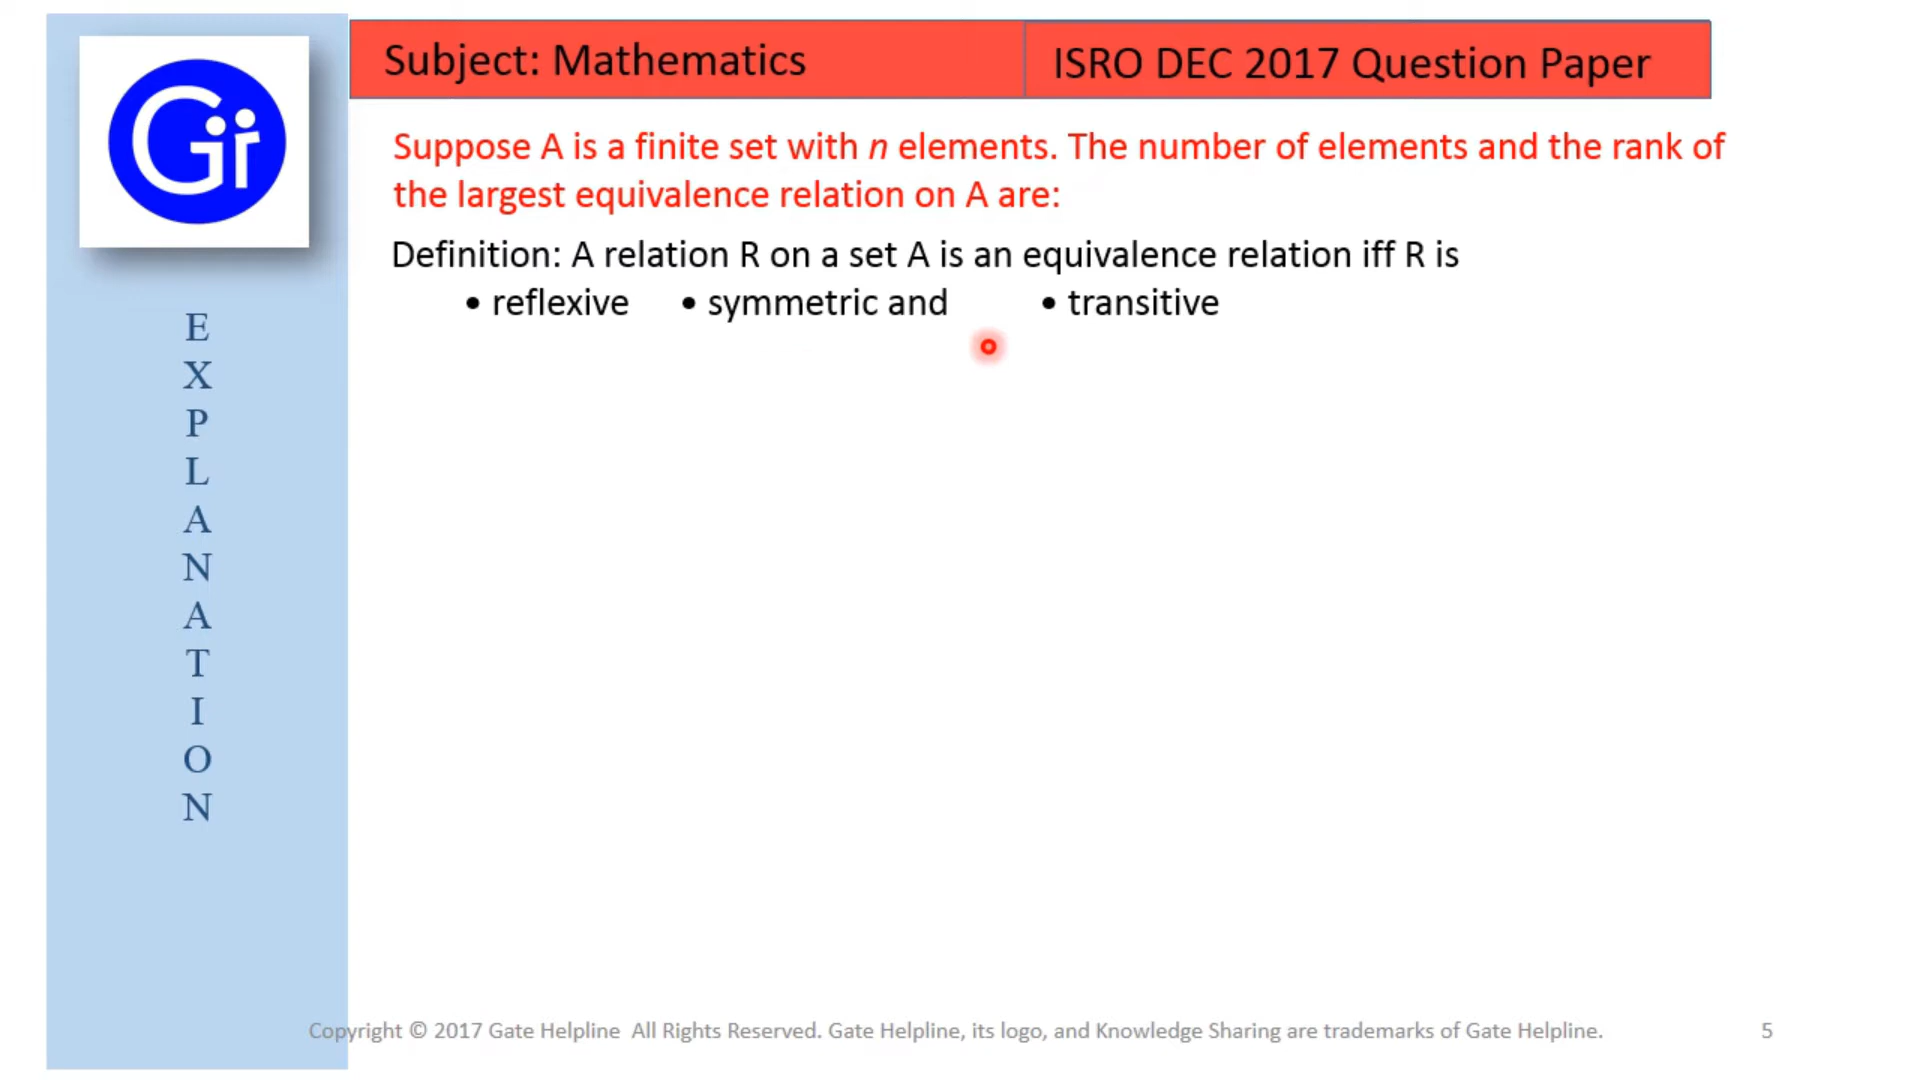 Gi
Subject: Mathematics
ISRO DEC 2017 Question Paper
Suppose A is a finite set with n elements. The number of elements and the rank of
the largest equivalence relation on A are:
Definition: A relation R on a set A is an equivalence relation iff R is
• reflexive • symmetric and • transitive
E
X
P
L
A
N
A
T
I
O
N
Copyright © 2017 Gate Helpline All Rights Reserved. Gate Helpline, its logo, and Knowledge Sharing are trademarks of Gate Helpline.
5